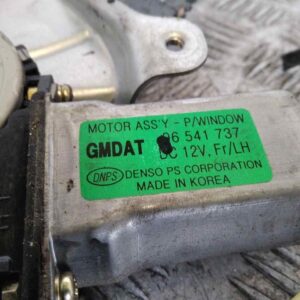 MOTOR ASS'Y - P/WINDOW
GMDAT 96 541 737
DC 12V, Fr/LH
DNPS DENSO PS CORPORATION
MADE IN KOREA